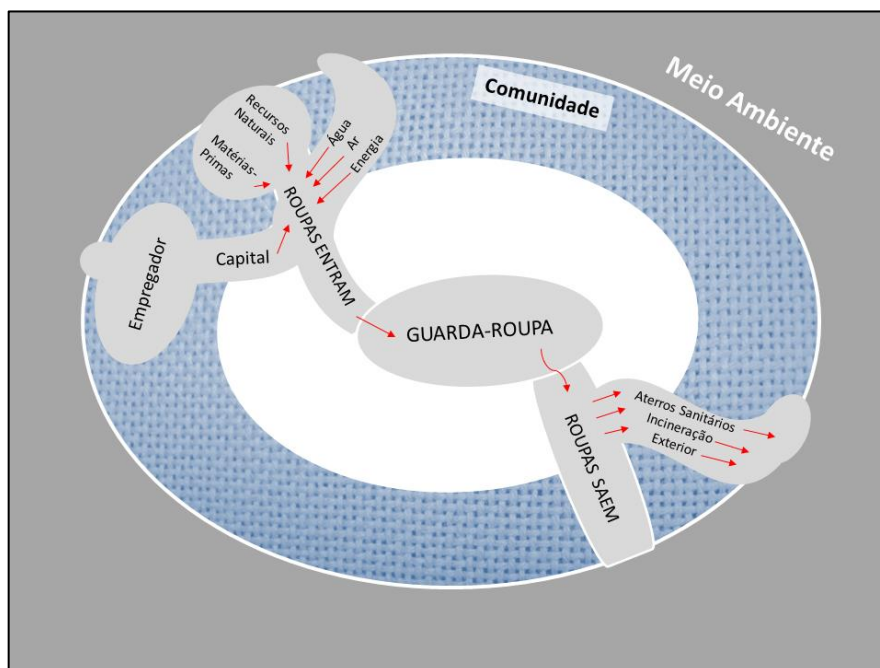 Meio Ambiente
Comunidade
Recursos
Naturais
Matérias-
Primas
Água
Ar
Energia
ROUPAS ENTRAM
Empregador
Capital
GUARDA-ROUPA
ROUPAS SAEM
Aterros Sanitários
Incineração
Exterior